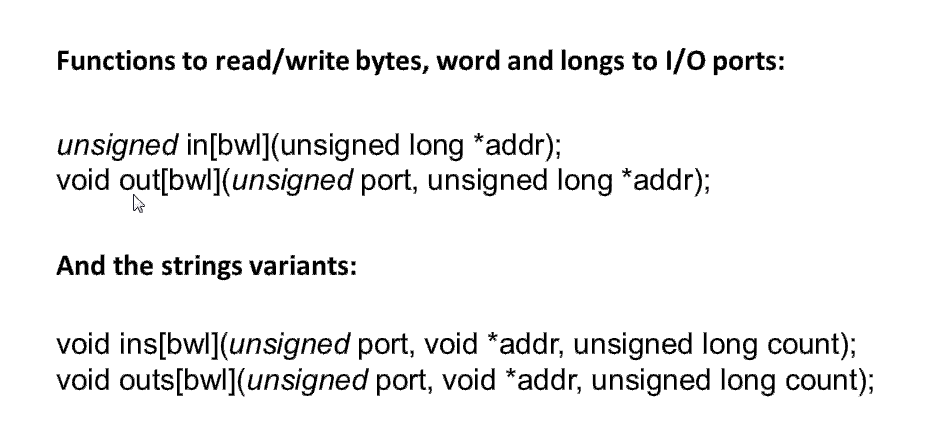 Functions to read/write bytes, word and longs to I/O ports:
unsigned in[bwl](unsigned long *addr);
void out[bwl](unsigned port, unsigned long *addr);
And the strings variants:
void ins[bwl](unsigned port, void *addr, unsigned long count);
void outs[bwl](unsigned port, void *addr, unsigned long count);